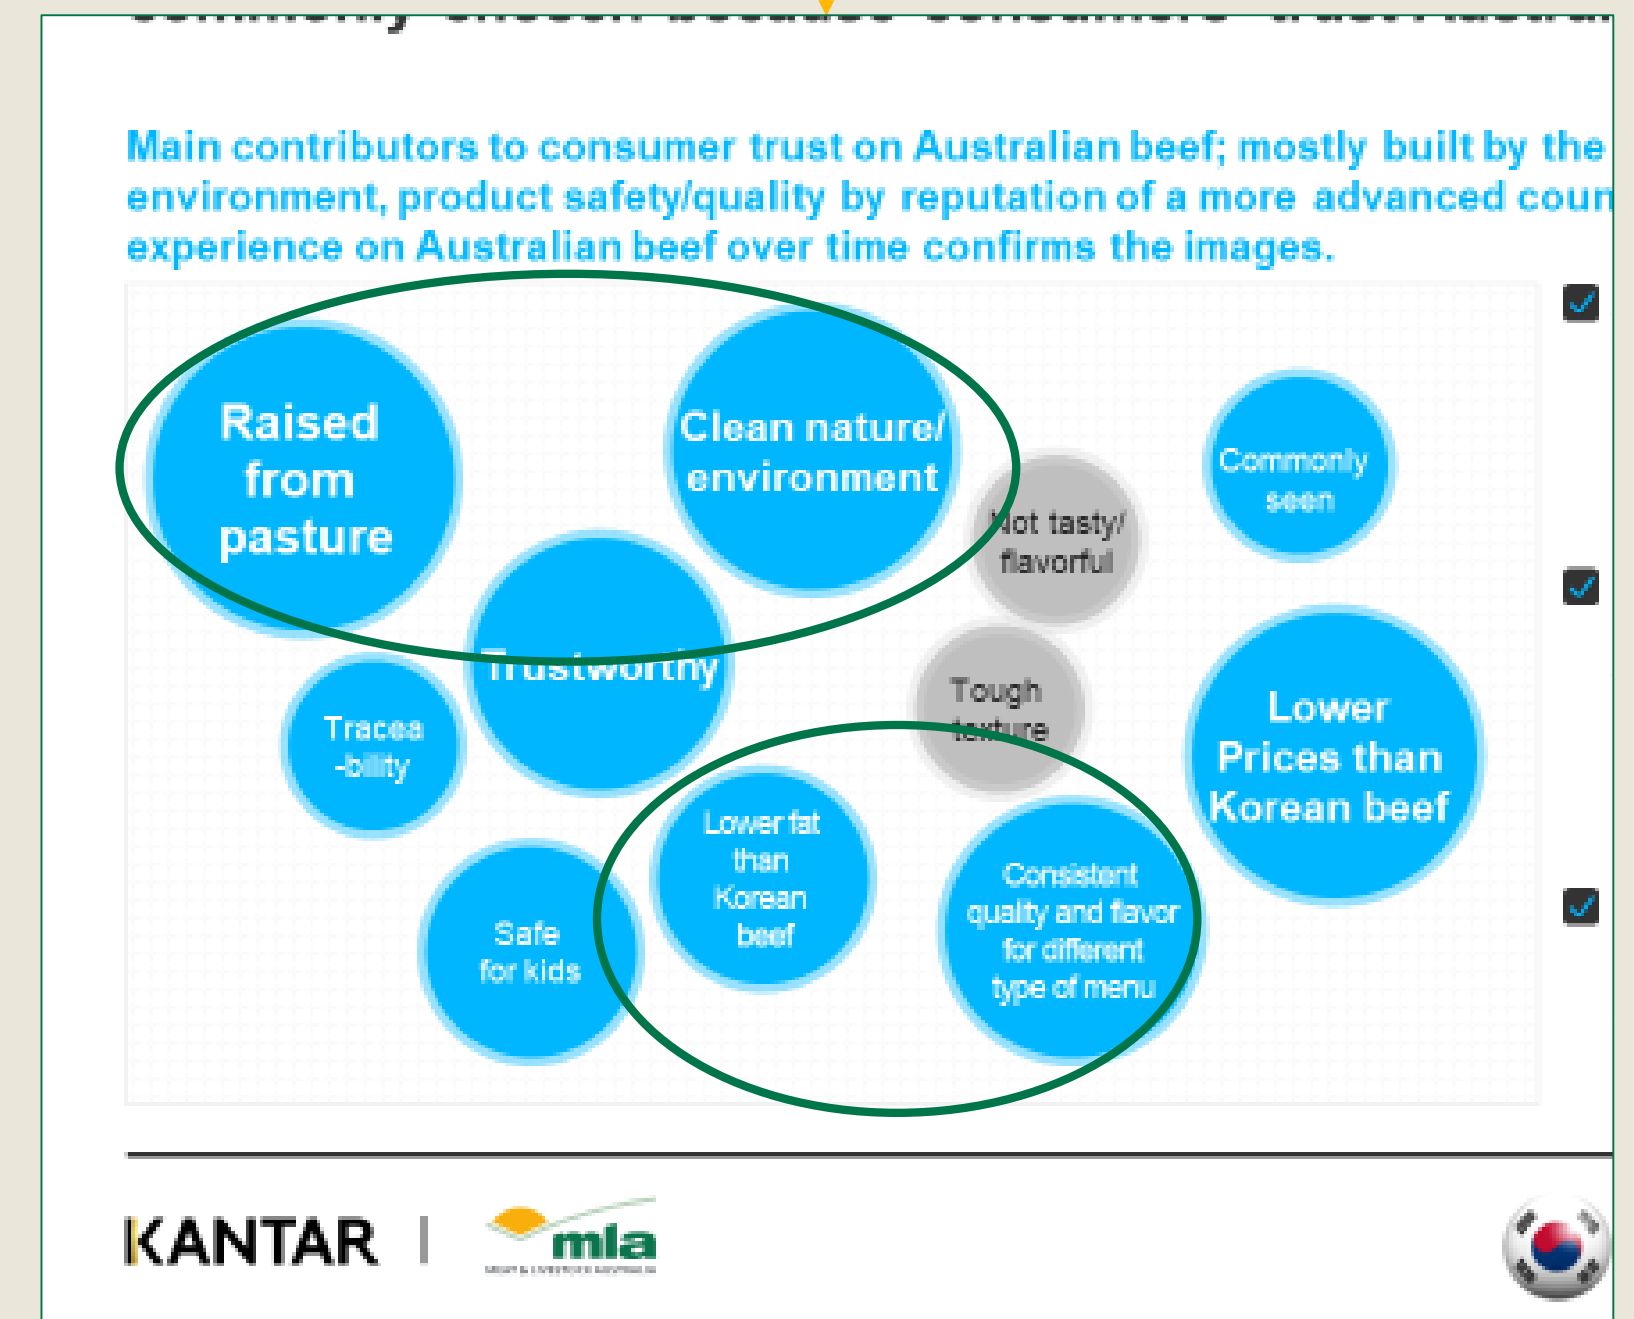 Main contributors to consumer trust on Australian beef; mostly built by the
environment, product safety/quality by reputation of a more advanced coun
experience on Australian beef over time confirms the images.
Raised
from
pasture
Clean nature/
environment
Not tasty/
flavorful
Commonly
seen
Trustworthy
Tough
texture
Lower
Prices than
Korean beef
Tracea
-bility
Lower fat
than
Korean
beef
Consistent
quality and flavor
for different
type of menu
Safe
for kids
KANTAR
mla
MEAT & LIVESTOCK AUSTRALIA